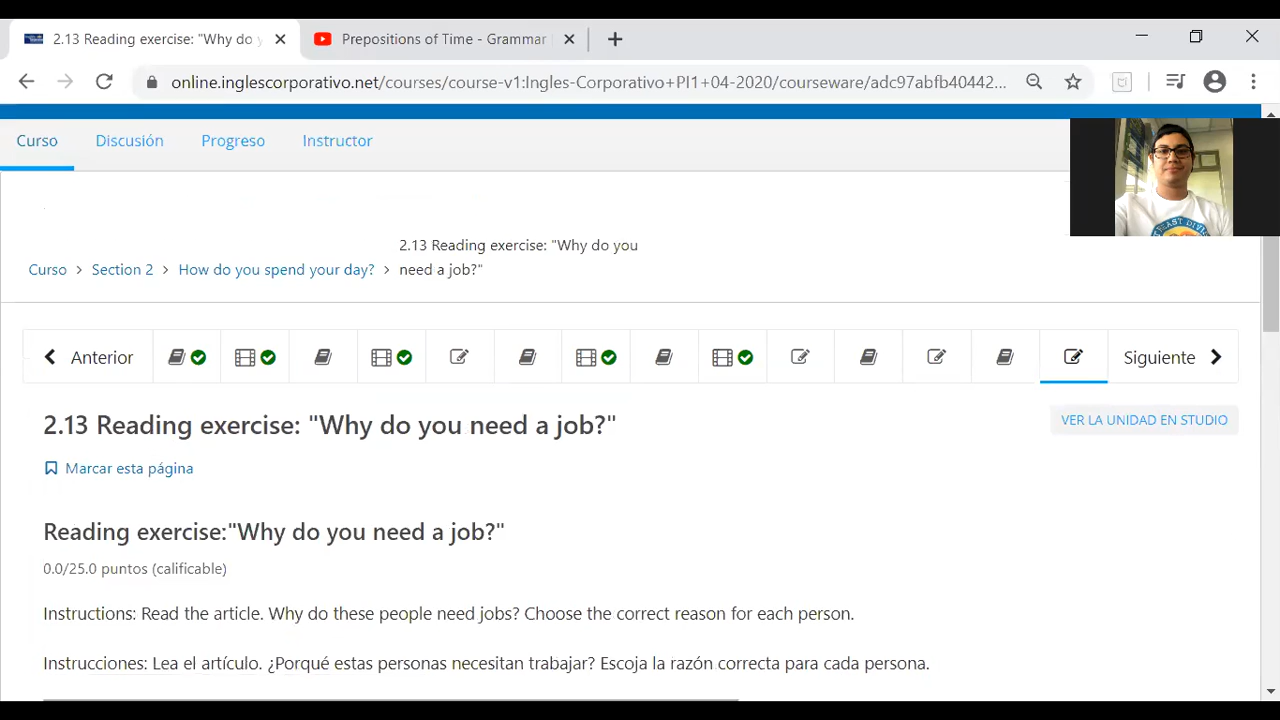 2.13 Reading exercise: "Why do y
Prepositions of Time - Grammar
online.inglescorporativo.net/courses/course-v1:Ingles-Corporativo+PI1+04-2020/courseware/adc97abfb40442...
Curso Discusión Progreso Instructor
2.13 Reading exercise: "Why do you
Curso > Section 2 > How do you spend your day? > need a job?"
Anterior Siguiente
2.13 Reading exercise: "Why do you need a job?"
VER LA UNIDAD EN STUDIO
Marcar esta página
Reading exercise:"Why do you need a job?"
0.0/25.0 puntos (calificable)
Instructions: Read the article. Why do these people need jobs? Choose the correct reason for each person.
Instrucciones: Lea el artículo. ¿Porqué estas personas necesitan trabajar? Escoja la razón correcta para cada persona.